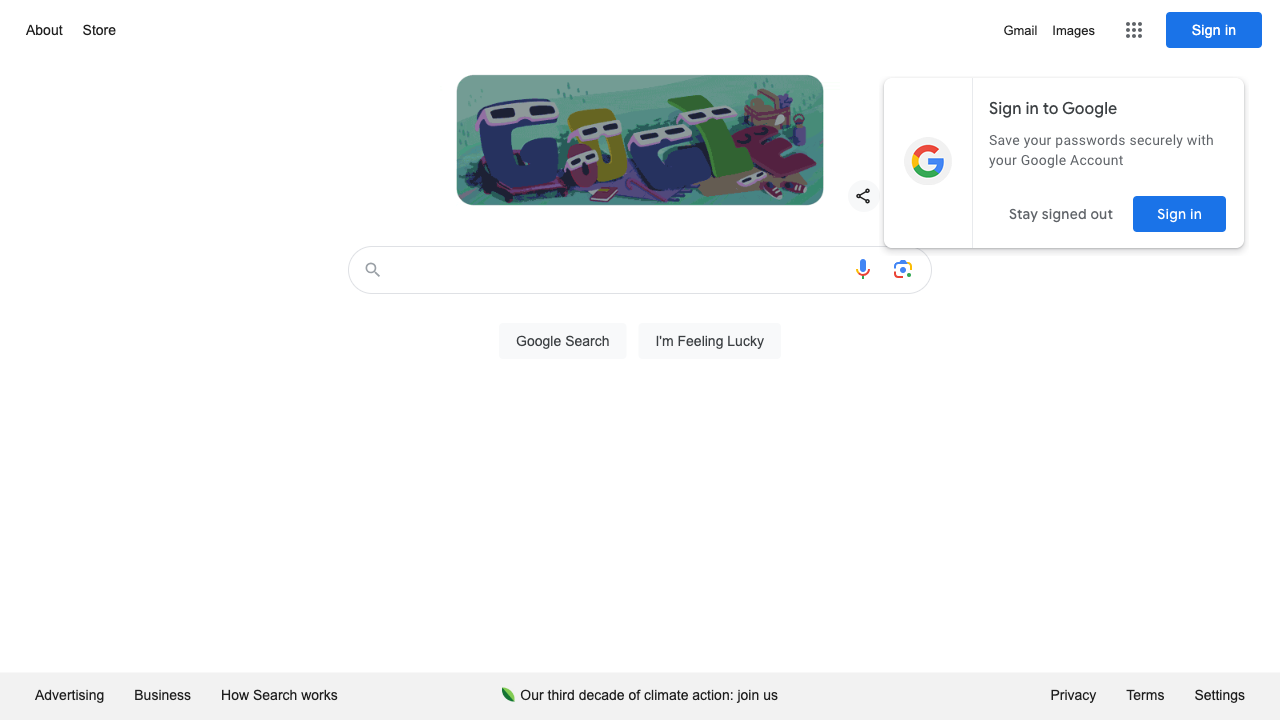 About
Store
Gmail
Images
Sign in
Google
Sign in to Google
Save your passwords securely with
your Google Account
Stay signed out
Sign in
Google Search
I'm Feeling Lucky
Advertising
Business
How Search works
Our third decade of climate action: join us
Privacy
Terms
Settings